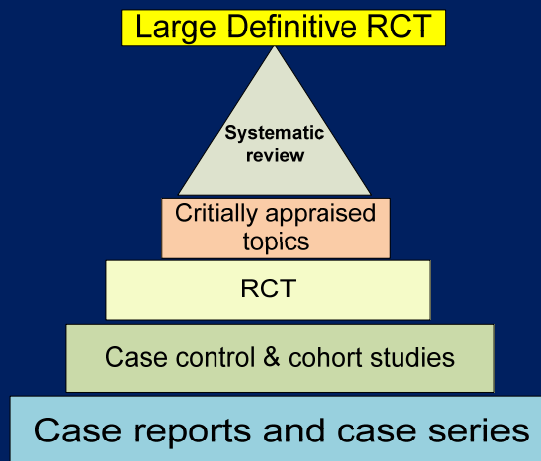 Large Definitive RCT
Systematic
review
Critially appraised
topics
RCT
Case control & cohort studies
Case reports and case series